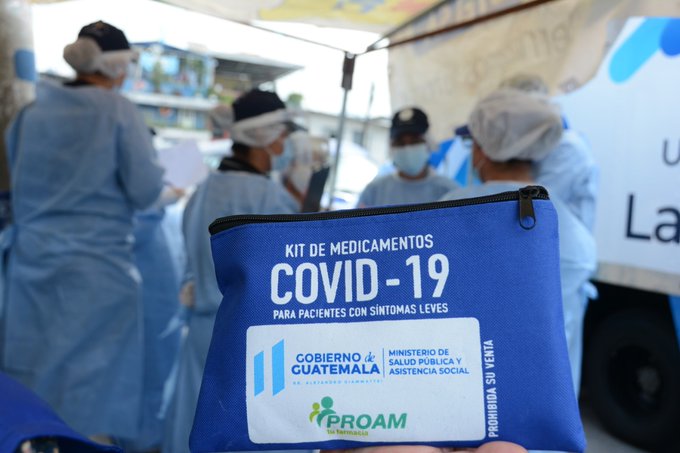 KIT DE MEDICAMENTOS
COVID-19
PARA PACIENTES CON SÍNTOMAS LEVES
GOBIERNO de
GUATEMALA
DR. ALEJANDRO GIAMMATTEI
MINISTERIO DE
SALUD PÚBLICA Y
ASISTENCIA SOCIAL
PROAM
tu farmacia
PROHIBIDA SU VENTA
U
La